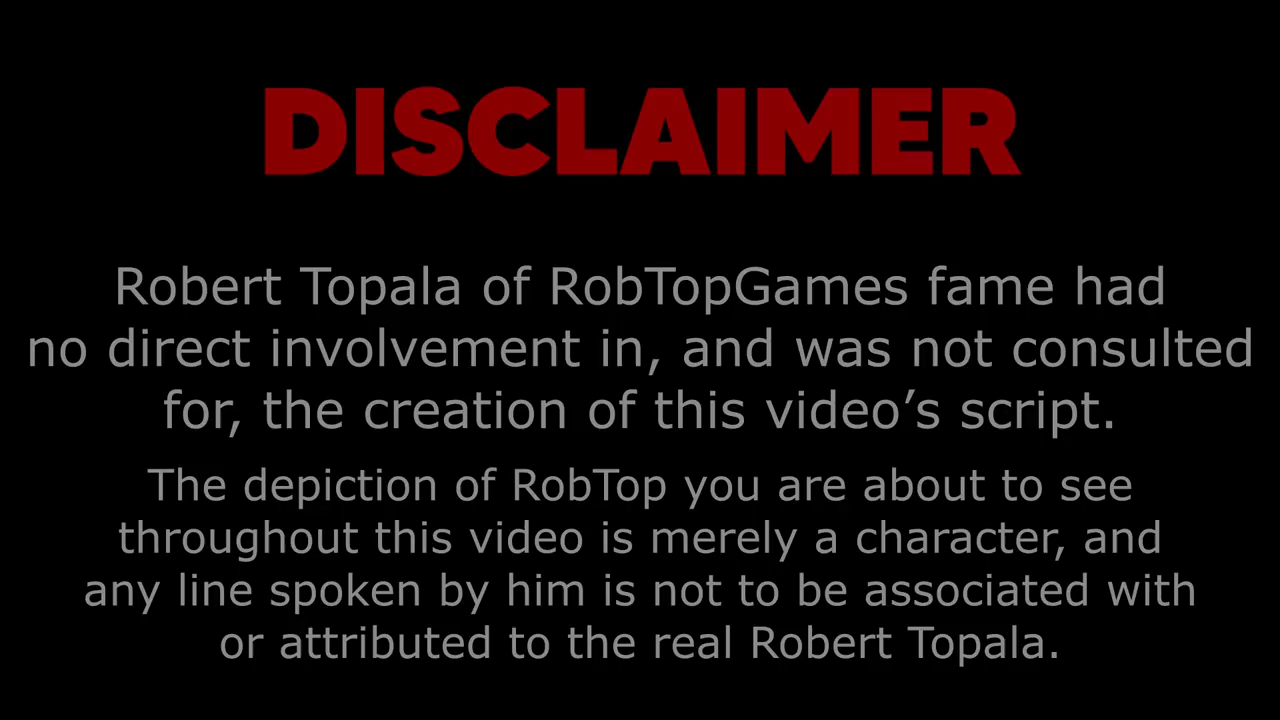 DISCLAIMER
Robert Topala of RobTopGames fame had
no direct involvement in, and was not consulted
for, the creation of this video’s script.
The depiction of RobTop you are about to see
throughout this video is merely a character, and
any line spoken by him is not to be associated with
or attributed to the real Robert Topala.